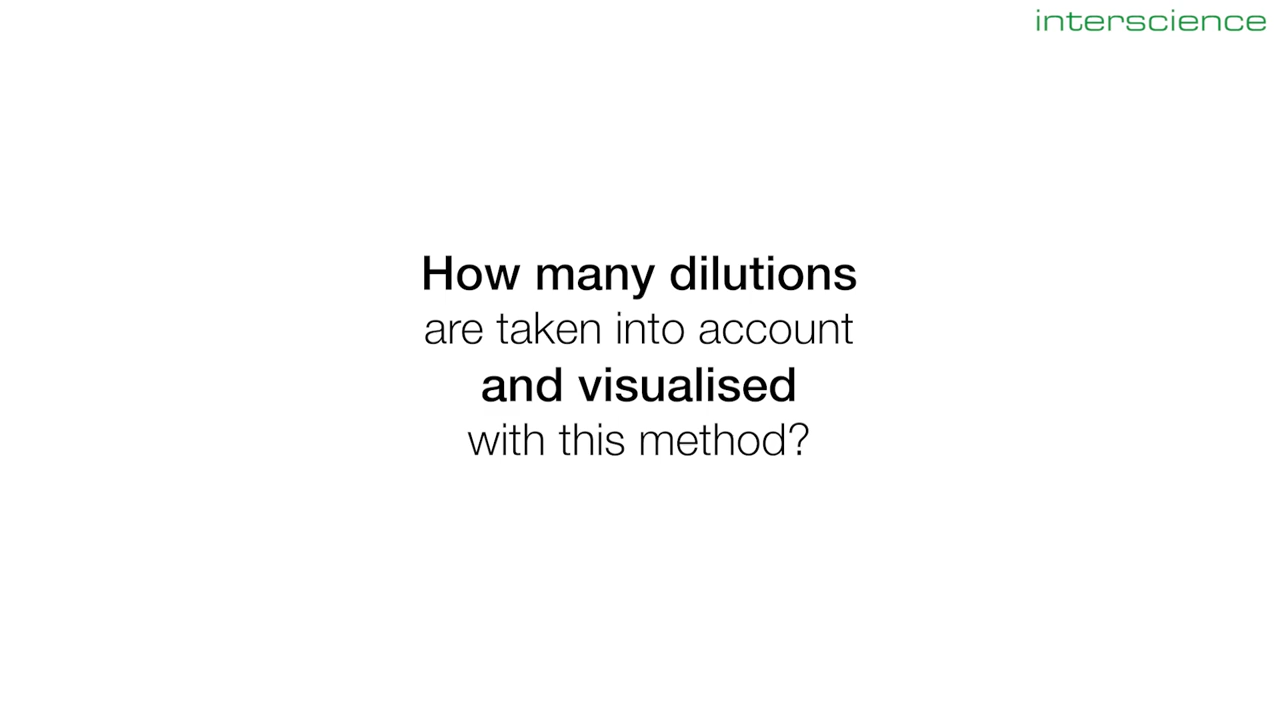 interscience
How many dilutions
are taken into account
and visualised
with this method?